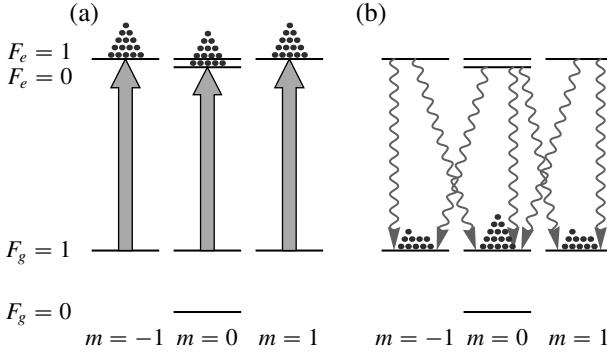 (a) (b)
F_e = 1
F_e = 0
F_g = 1
F_g = 0
m = −1 m = 0 m = 1 m = −1 m = 0 m = 1